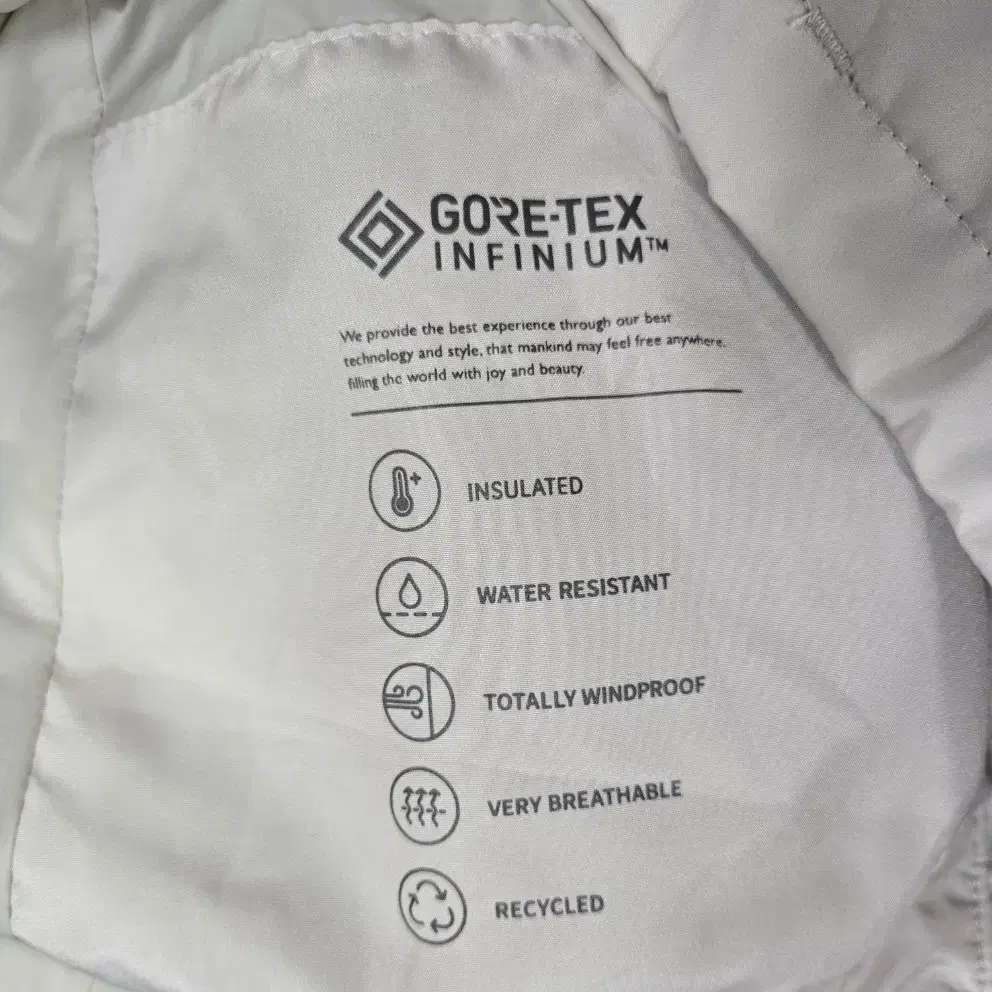 GORE-TEX
INFINIUM™
We provide the best experience through our best
technology and style, that mankind may feel free anywhere,
filling the world with joy and beauty.
INSULATED
WATER RESISTANT
TOTALLY WINDPROOF
VERY BREATHABLE
RECYCLED